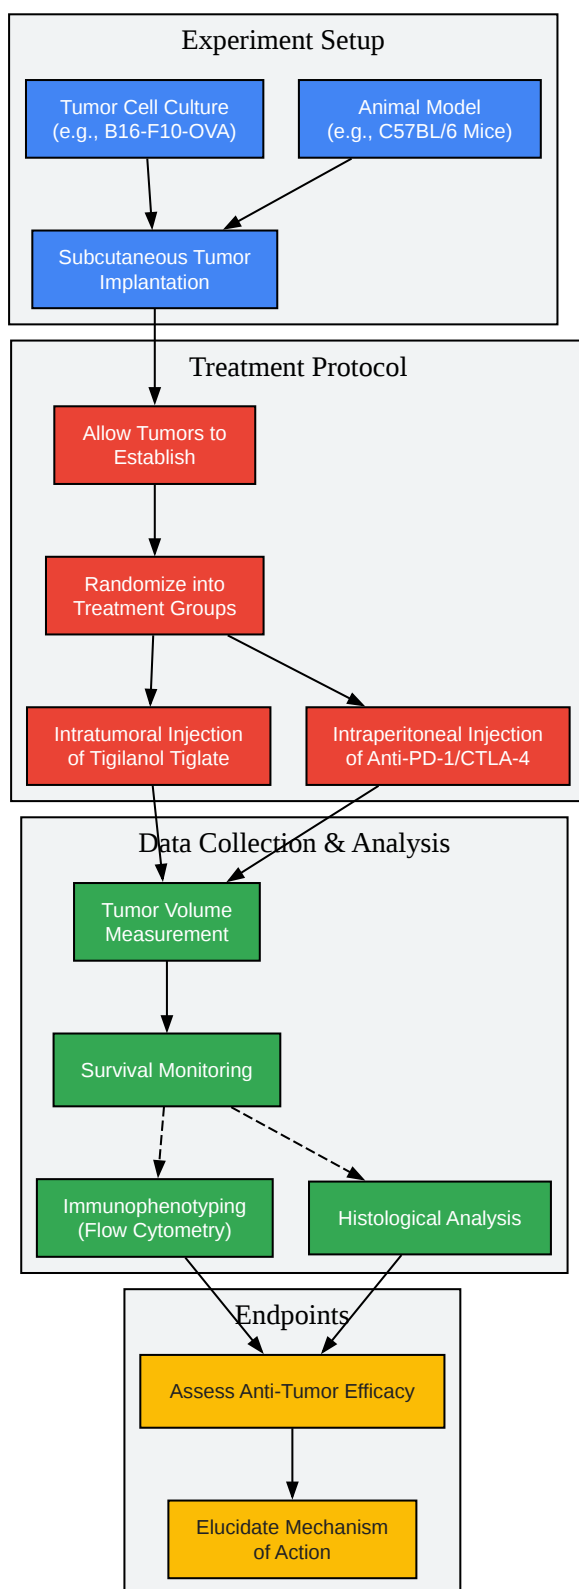 Experiment Setup
Tumor Cell Culture
(e.g., B16-F10-OVA)
Animal Model
(e.g., C57BL/6 Mice)
Subcutaneous Tumor
Implantation
Treatment Protocol
Allow Tumors to
Establish
Randomize into
Treatment Groups
Intratumoral Injection
of Tigilanol Tiglate
Intraperitoneal Injection
of Anti-PD-1/CTLA-4
Data Collection & Analysis
Tumor Volume
Measurement
Survival Monitoring
Immunophenotyping
(Flow Cytometry)
Histological Analysis
Endpoints
Assess Anti-Tumor Efficacy
Elucidate Mechanism
of Action